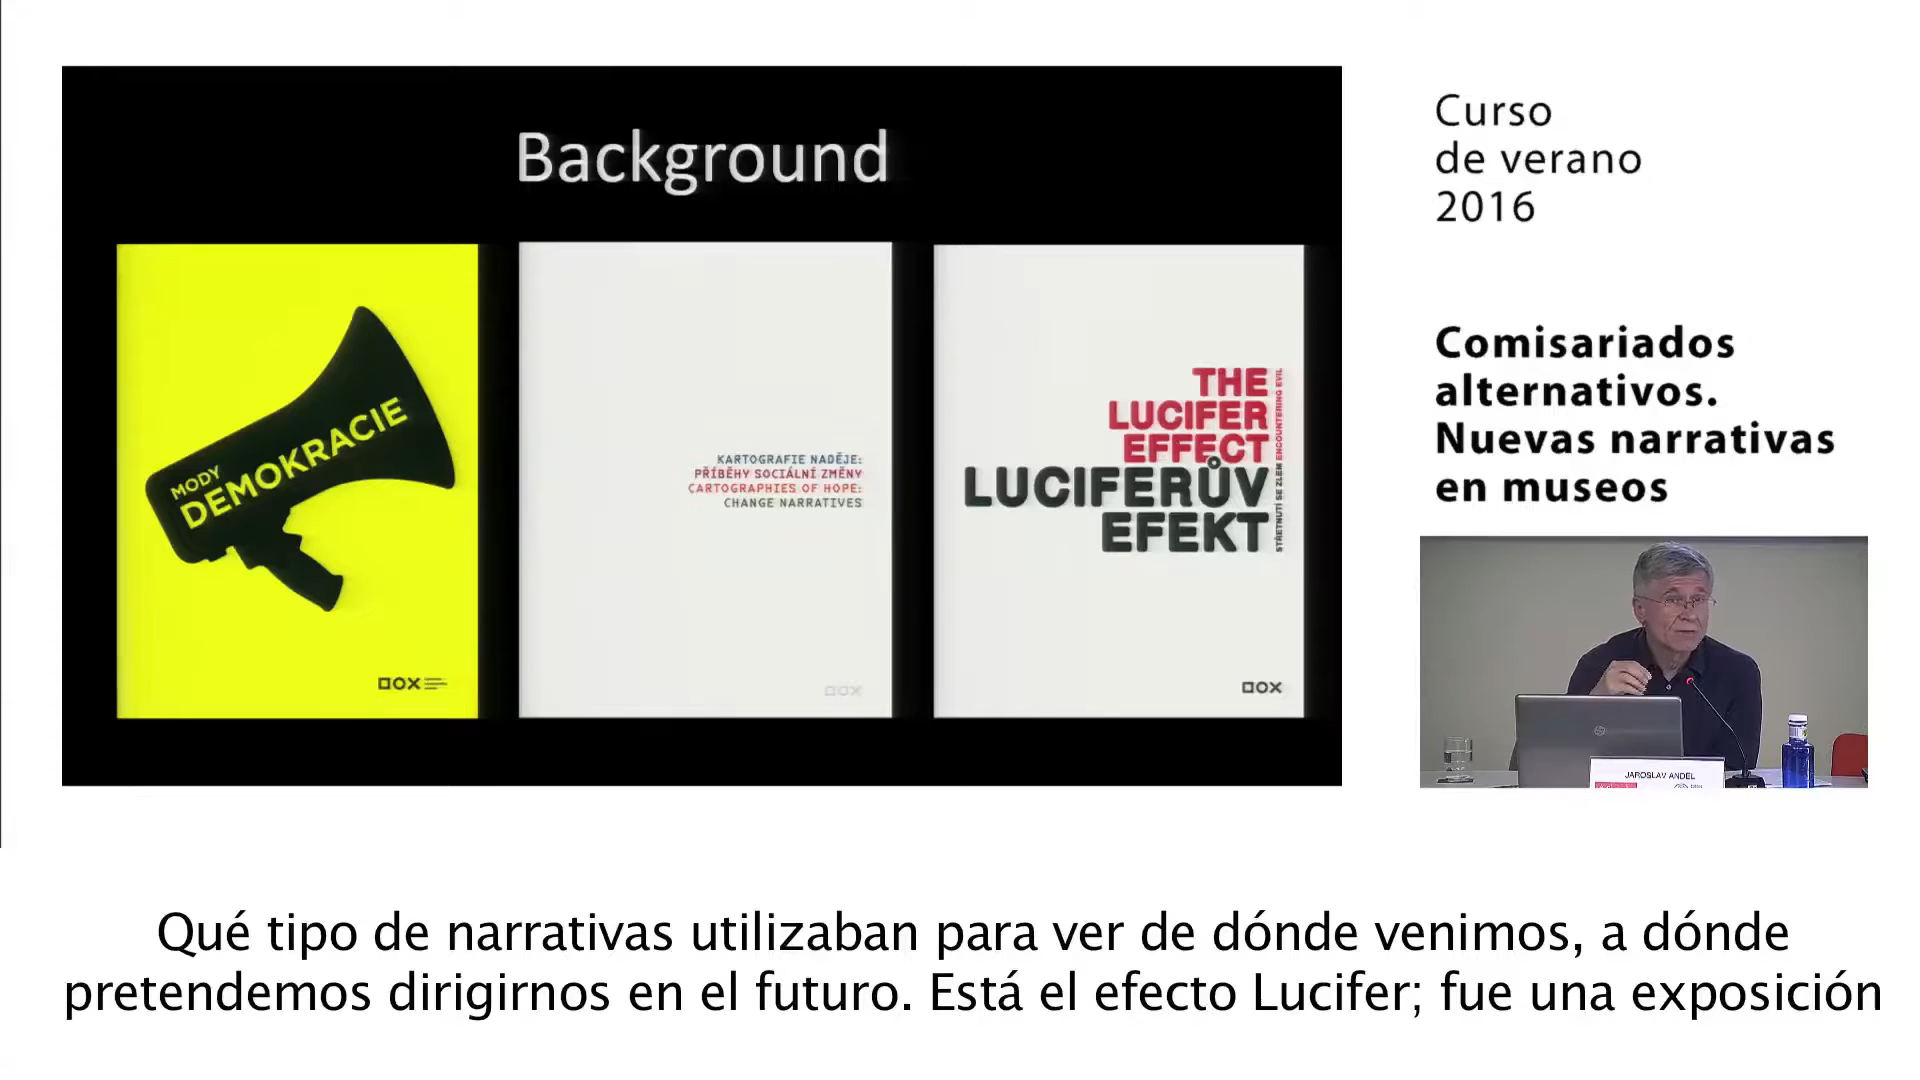 Background
MODY
DEMOKRACIE
DOX
KARTOGRAFIE NADĚJE:
PŘÍBĚHY SOCIÁLNÍ ZMĚNY
CARTOGRAPHIES OF HOPE:
CHANGE NARRATIVES
DOX
THE
LUCIFER
EFFECT
LUCIFERŮV
EFEKT
STŘETNUTÍ SE ZLEM ENCOUNTERING EVIL
DOX
Curso
de verano
2016
Comisariados
alternativos.
Nuevas narrativas
en museos
JAROSLAV ANDEL
Qué tipo de narrativas utilizaban para ver de dónde venimos, a dónde
pretendemos dirigirnos en el futuro. Está el efecto Lucifer; fue una exposición